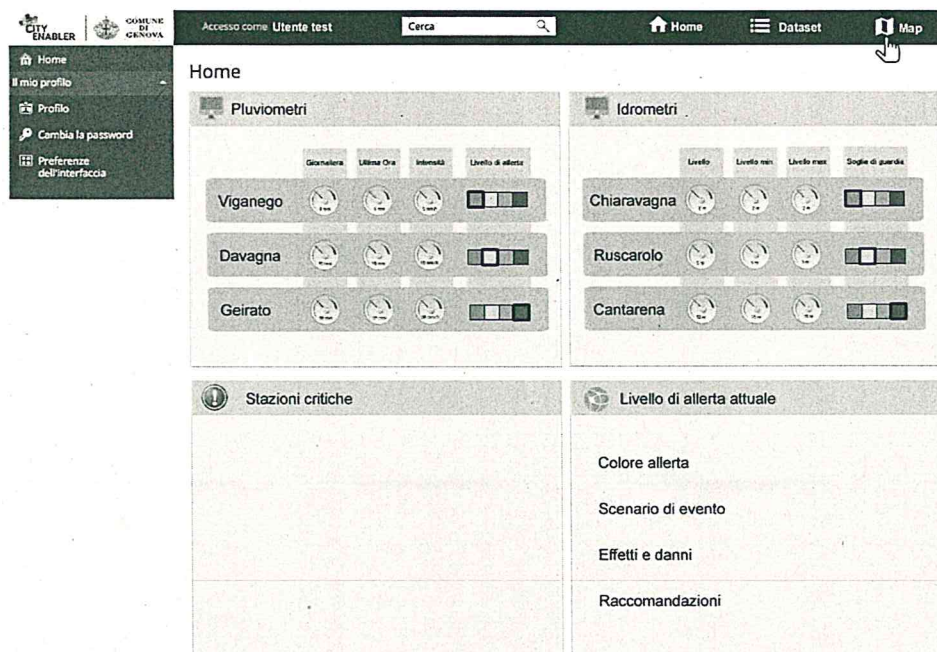 CITY
ENABLER
COMUNE
DI
GENOVA
Accesso come Utente test
Cerca
Home
Dataset
Map
Home
Il mio profilo
Profilo
Cambia la password
Preferenze
dell'interfaccia
Home
Pluviometri
Giornaliera Ultima Ora Intensità Livello di allerta
Viganego
Davagna
Geirato
Idrometri
Livello Livello min Livello max Soglie di guardia
Chiaravagna
Ruscarolo
Cantarena
Stazioni critiche
Livello di allerta attuale
Colore allerta
Scenario di evento
Effetti e danni
Raccomandazioni